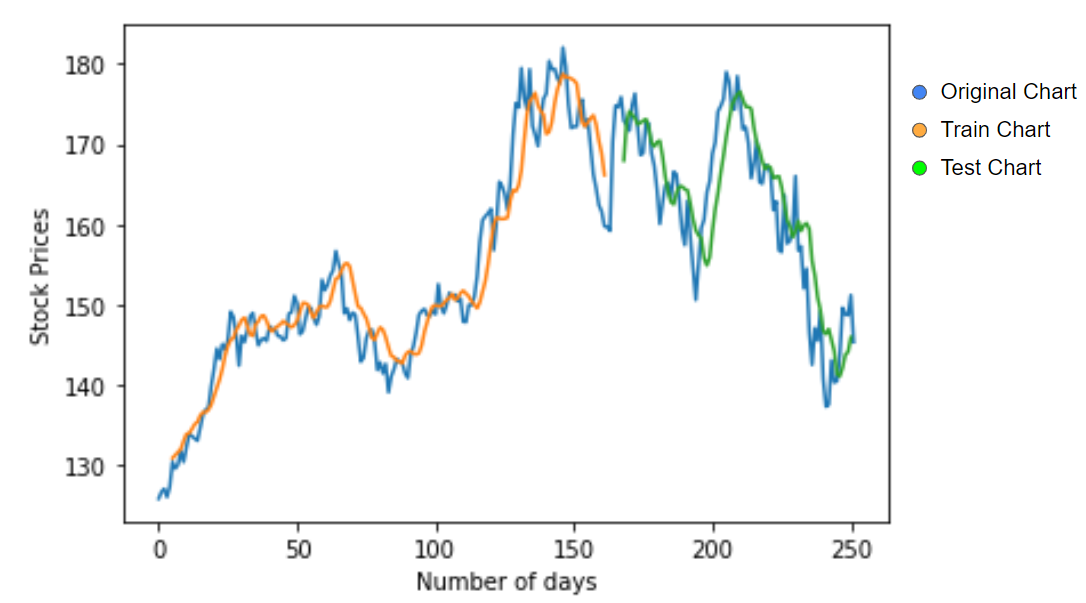 180
170
160
150
140
130
Stock Prices
0 50 100 150 200 250
Number of days
Original Chart
Train Chart
Test Chart